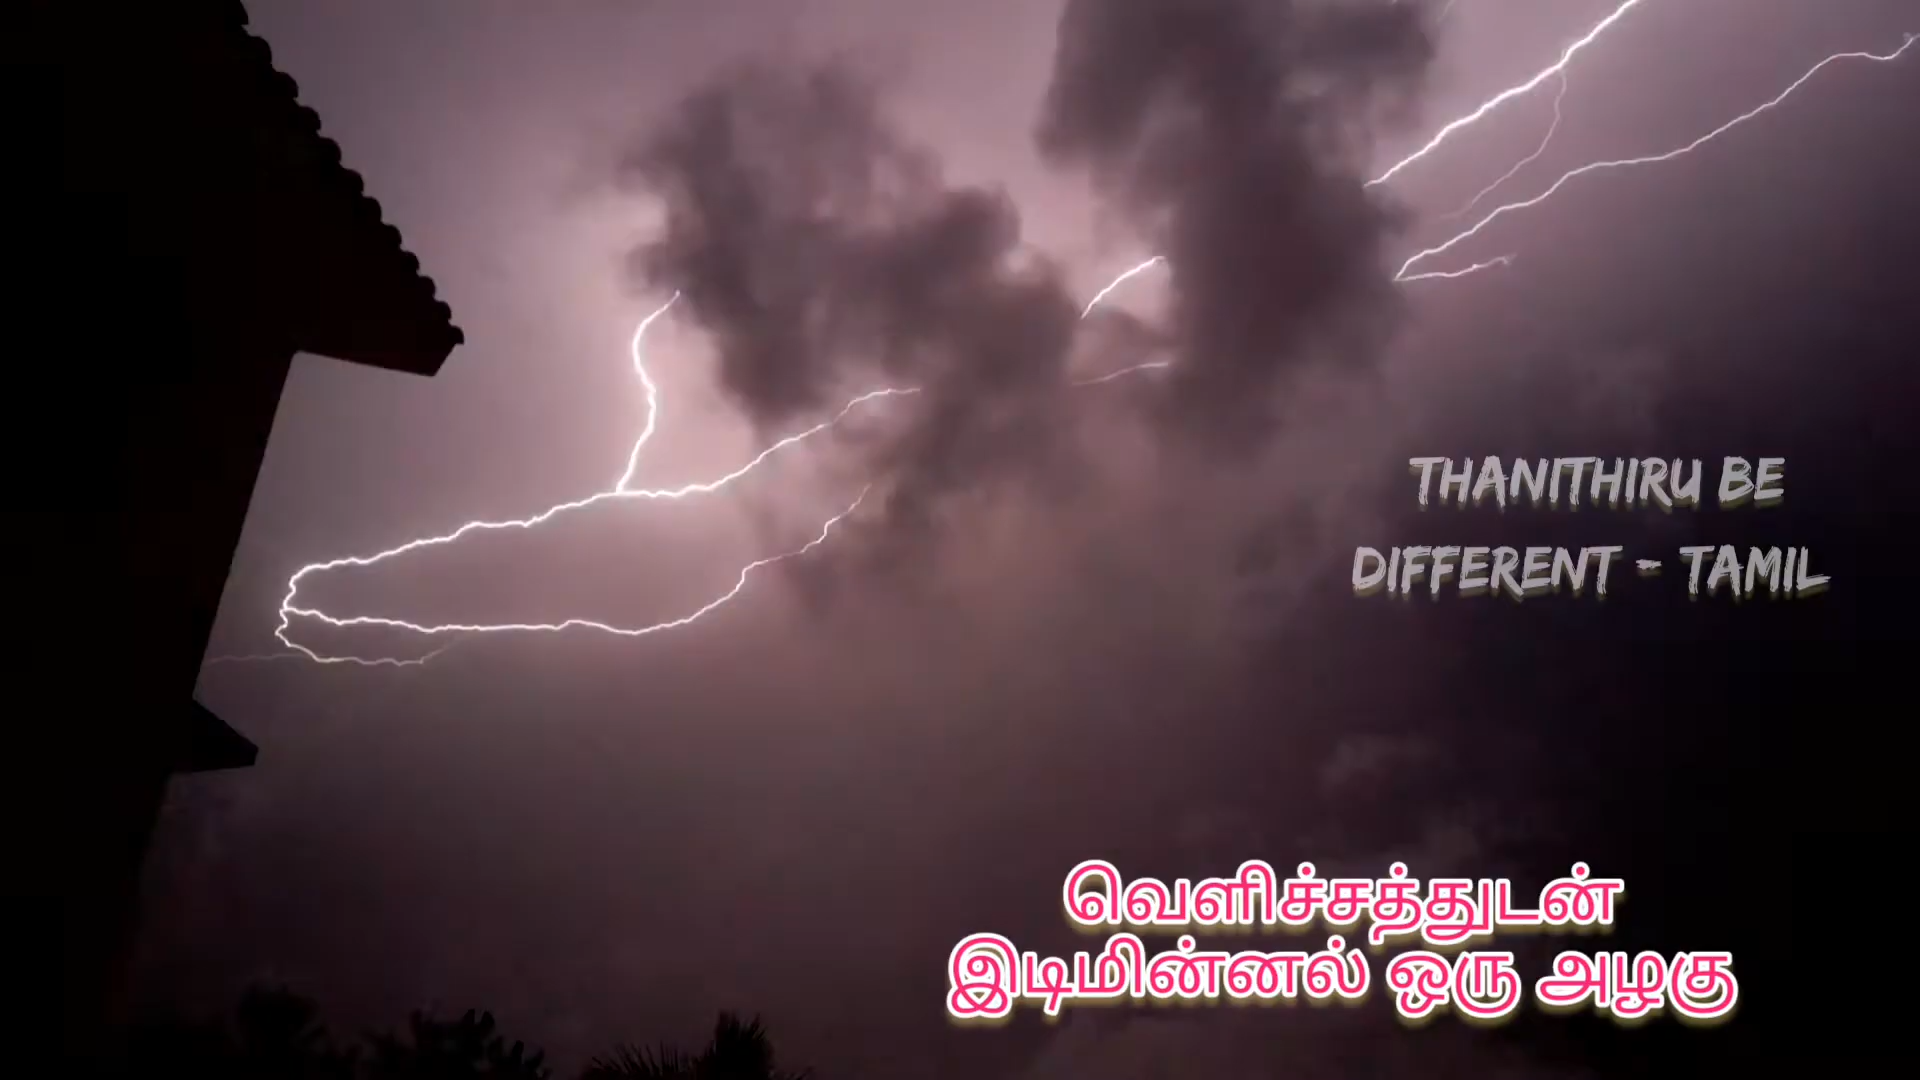 THANITHIRU BE
DIFFERENT - TAMIL
வெளிச்சத்துடன்
இடிமின்னல் ஒரு அழகு